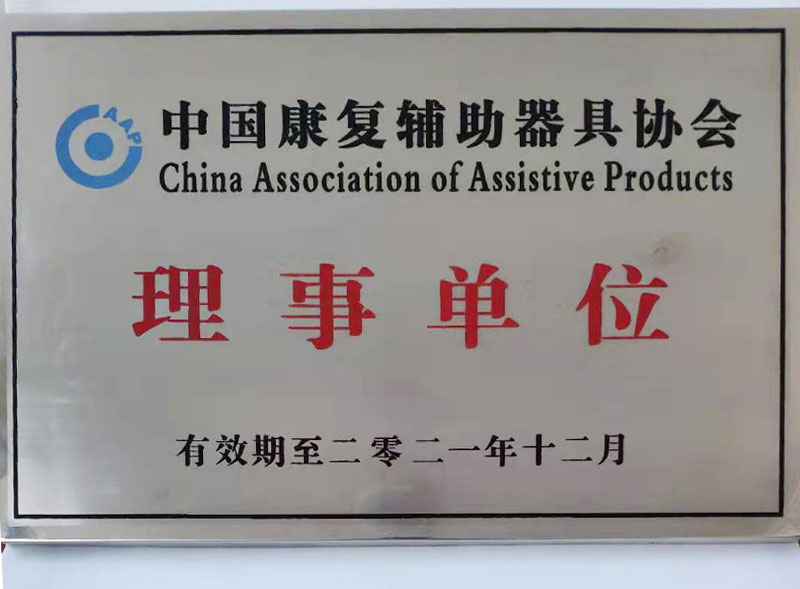 CAAP
中国康复辅助器具协会
China Association of Assistive Products
理事单位
有效期至二零二一年十二月